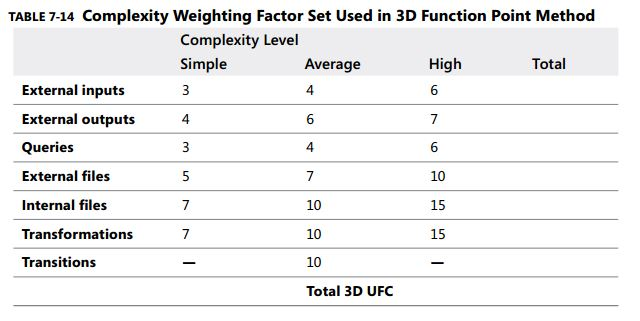 TABLE 7-14 Complexity Weighting Factor Set Used in 3D Function Point Method
Complexity Level
Simple Average High Total
External inputs 3 4 6
External outputs 4 6 7
Queries 3 4 6
External files 5 7 10
Internal files 7 10 15
Transformations 7 10 15
Transitions — 10 —
Total 3D UFC